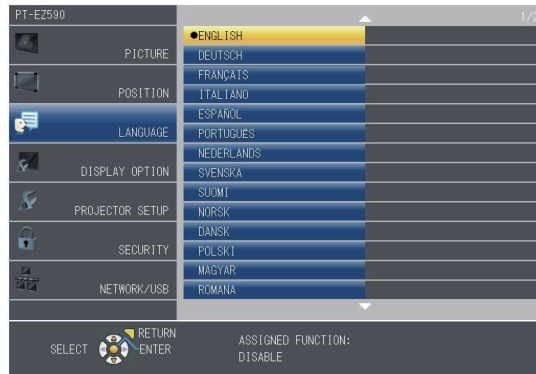 PT-EZ590
1/2
PICTURE
POSITION
LANGUAGE
DISPLAY OPTION
PROJECTOR SETUP
SECURITY
NETWORK/USB
ENGLISH
DEUTSCH
FRANÇAIS
ITALIANO
ESPAÑOL
PORTUGUÊS
NEDERLANDS
SVENSKA
SUOMI
NORSK
DANSK
POLSKI
MAGYAR
ROMÂNA
SELECT
RETURN
ENTER
ASSIGNED FUNCTION:
DISABLE